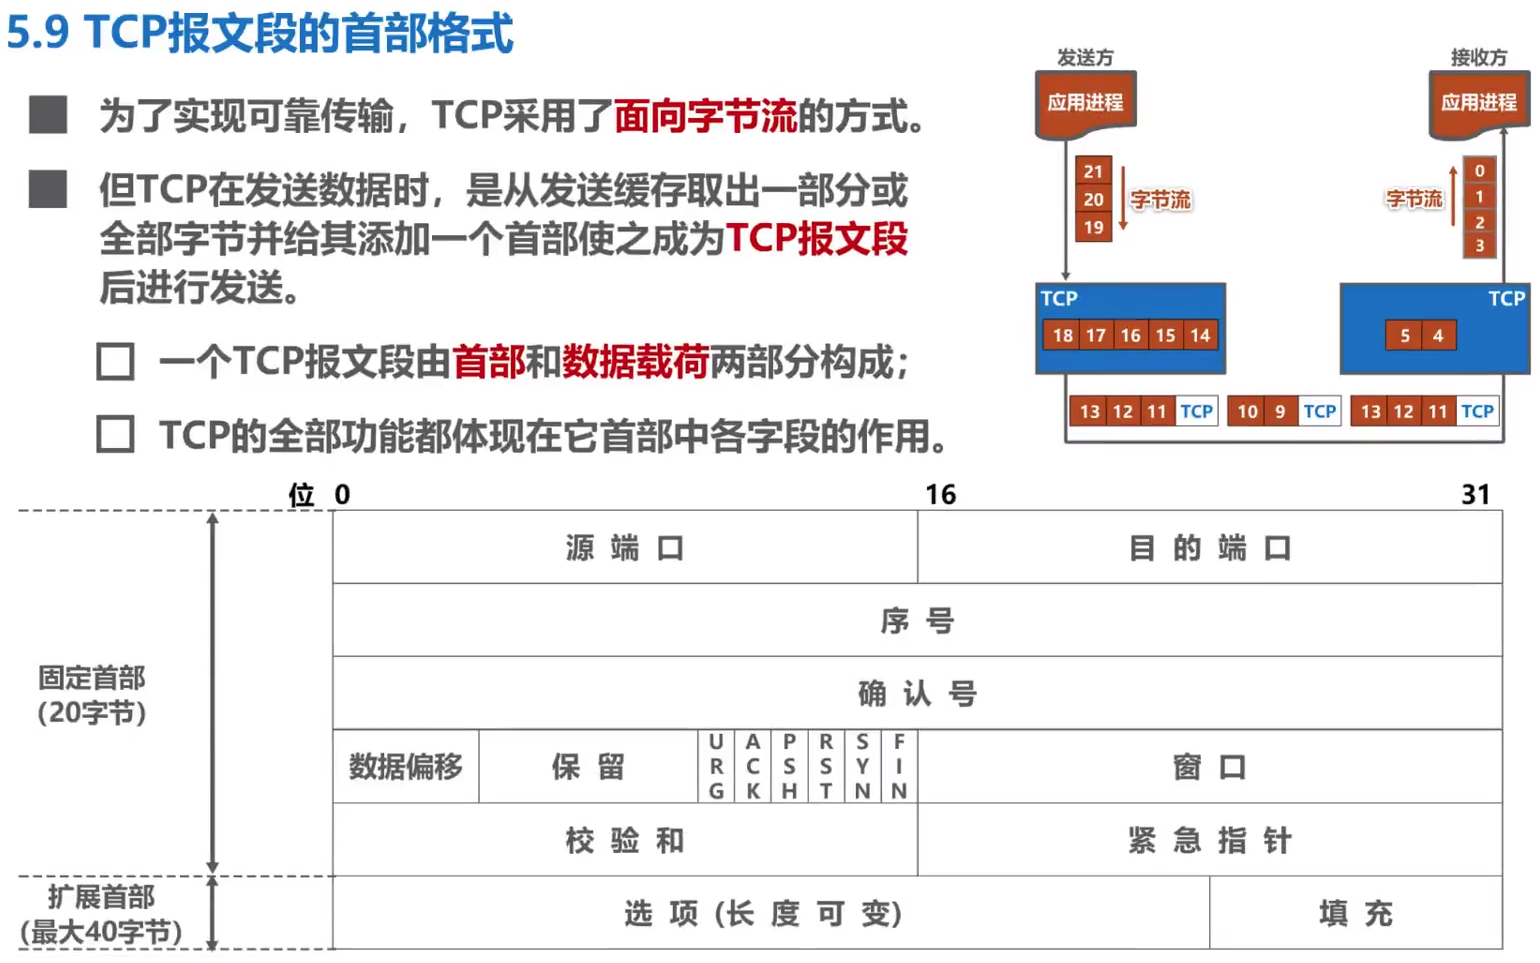 5.9 TCP报文段的首部格式
为了实现可靠传输，TCP采用了面向字节流的方式。
但TCP在发送数据时，是从发送缓存取出一部分或
全部字节并给其添加一个首部使之成为TCP报文段
后进行发送。
一个TCP报文段由首部和数据载荷两部分构成；
TCP的全部功能都体现在它首部中各字段的作用。
发送方
接收方
应用进程
应用进程
21
20
19
字节流
字节流
0
1
2
3
TCP
TCP
18 17 16 15 14
5 4
13 12 11 TCP 10 9 TCP 13 12 11 TCP
位 0 16 31
源端口 目的端口
序号
确认号
固定首部
(20字节)
数据偏移 保留 URG ACK PSH RST SYN FIN 窗口
校验和 紧急指针
扩展首部
(最大40字节)
选项(长度可变) 填充